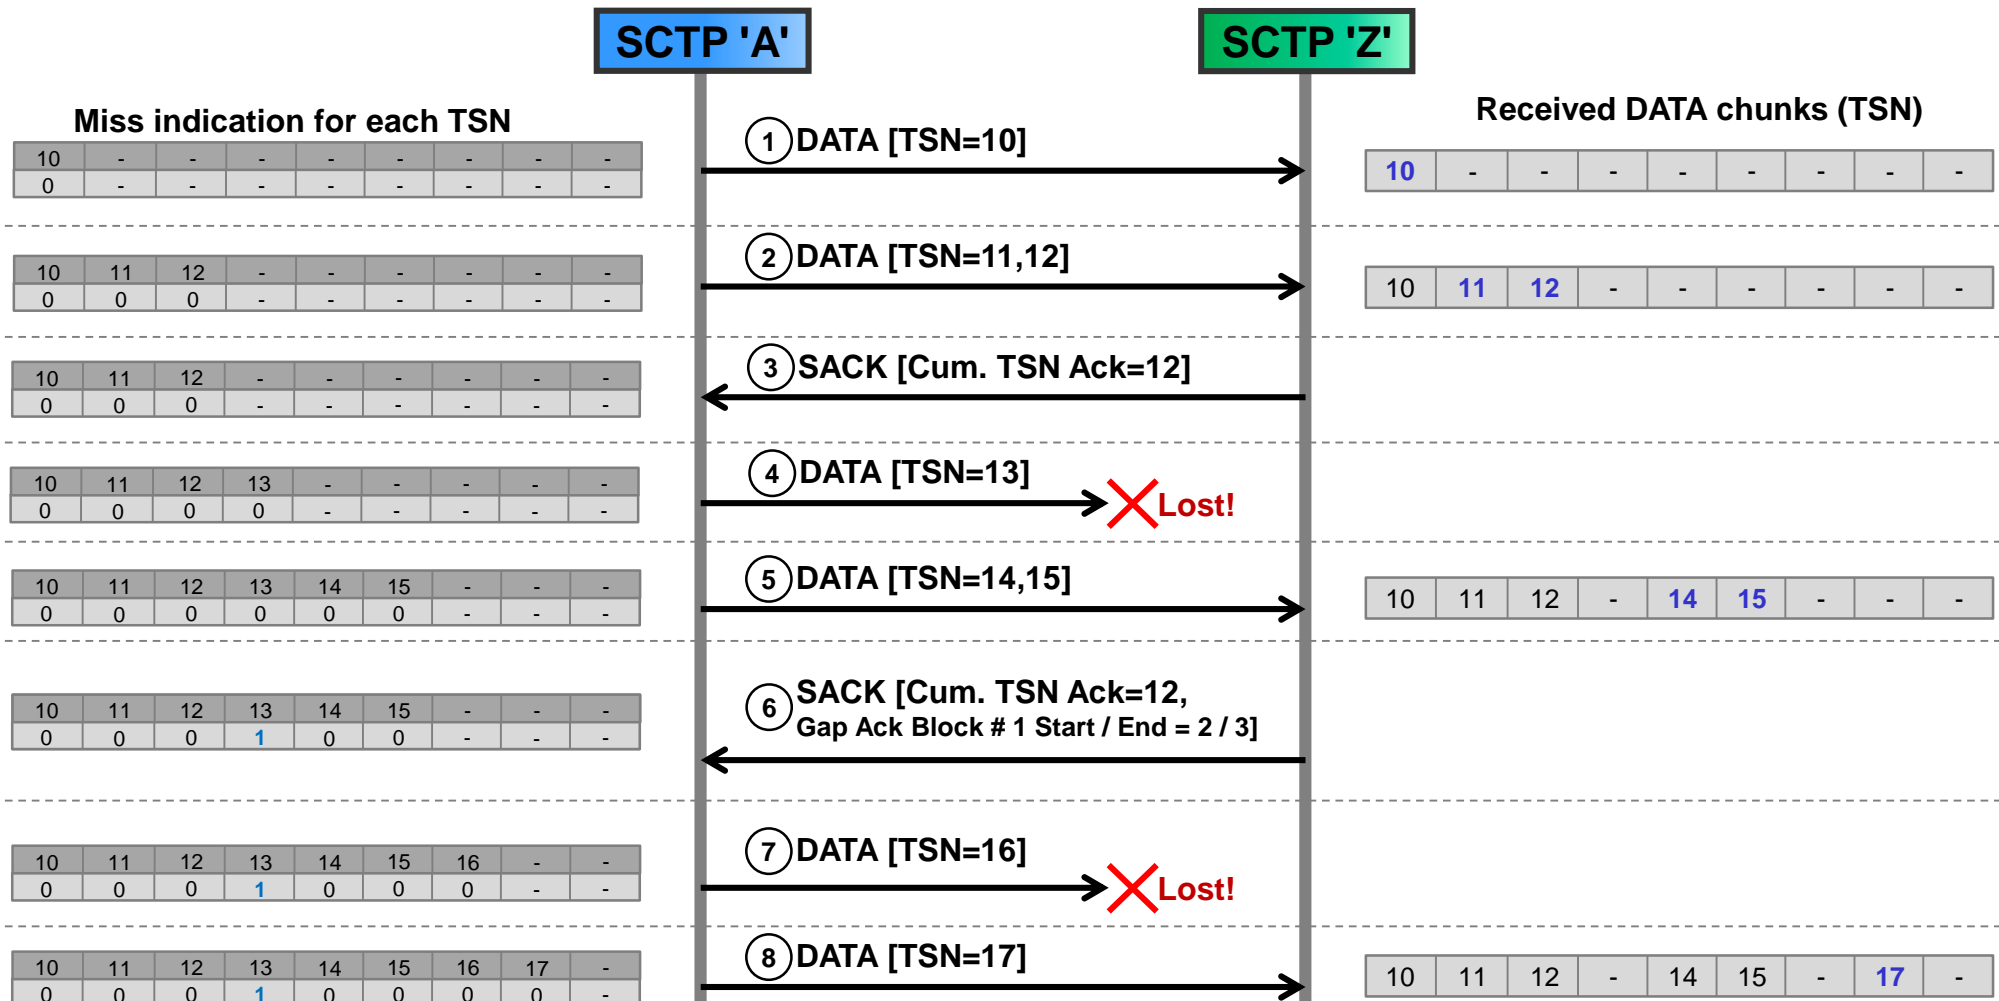 SCTP 'A'
SCTP 'Z'
Miss indication for each TSN
Received DATA chunks (TSN)
10 - - - - - - - -
0 - - - - - - - -
1 DATA [TSN=10]
10 - - - - - - - -
10 11 12 - - - - - -
0 0 0 - - - - - -
2 DATA [TSN=11,12]
10 11 12 - - - - - -
10 11 12 - - - - - -
0 0 0 - - - - - -
3 SACK [Cum. TSN Ack=12]
10 11 12 13 - - - - -
0 0 0 0 - - - - -
4 DATA [TSN=13]
Lost!
10 11 12 13 14 15 - - -
0 0 0 0 0 0 - - -
5 DATA [TSN=14,15]
10 11 12 - 14 15 - - -
10 11 12 13 14 15 - - -
0 0 0 1 0 0 - - -
6 SACK [Cum. TSN Ack=12,
Gap Ack Block # 1 Start / End = 2 / 3]
10 11 12 13 14 15 16 - -
0 0 0 1 0 0 0 - -
7 DATA [TSN=16]
Lost!
10 11 12 13 14 15 16 17 -
0 0 0 1 0 0 0 0 -
8 DATA [TSN=17]
10 11 12 - 14 15 - 17 -